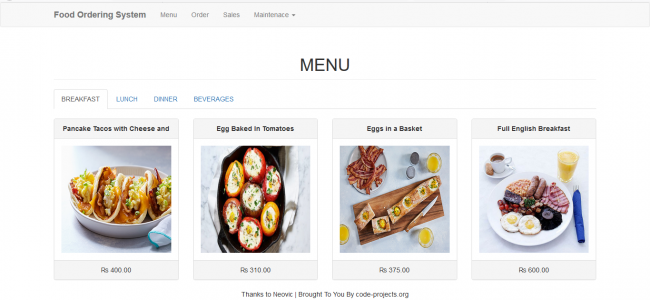 Food Ordering System Menu Order Sales Maintenace
MENU
BREAKFAST LUNCH DINNER BEVERAGES
Pancake Tacos with Cheese and Egg Baked In Tomatoes Eggs in a Basket Full English Breakfast
Rs 400.00 Rs 310.00 Rs 375.00 Rs 600.00
Thanks to Neovic | Brought To You By code-projects.org